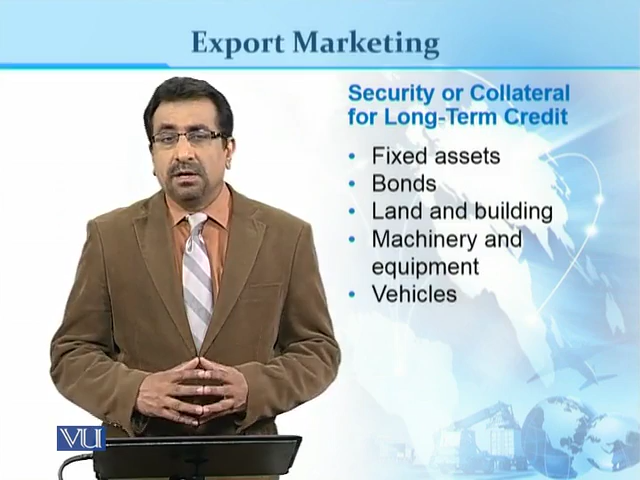 Export Marketing
Security or Collateral
for Long-Term Credit
• Fixed assets
• Bonds
• Land and building
• Machinery and
equipment
• Vehicles
VU